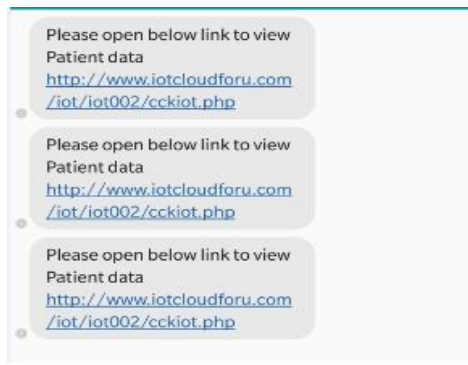 Please open below link to view
Patient data
http://www.iotcloudforu.com
/iot/iot002/cckiot.php
Please open below link to view
Patient data
http://www.iotcloudforu.com
/iot/iot002/cckiot.php
Please open below link to view
Patient data
http://www.iotcloudforu.com
/iot/iot002/cckiot.php